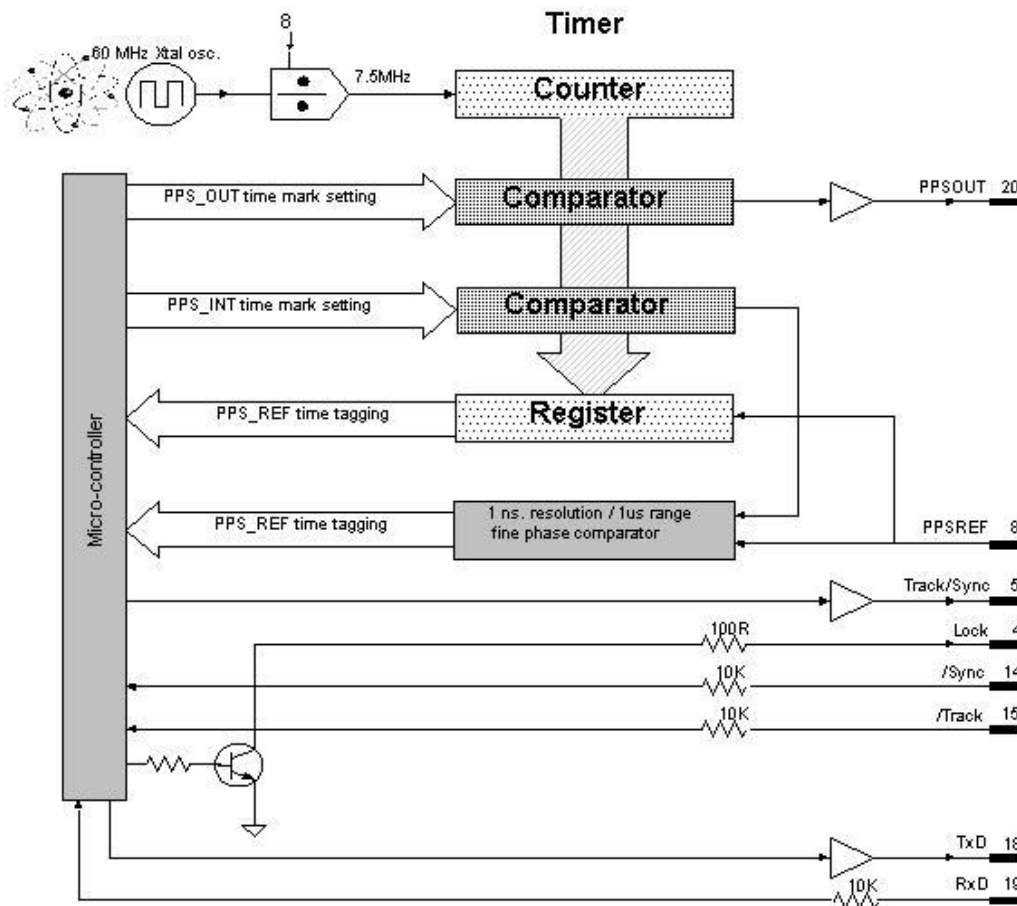 Timer
8
60 MHz Xtal osc.
7.5MHz
Counter
PPS_OUT time mark setting
Comparator
PPSOUT 20
PPS_INT time mark setting
Comparator
PPS_REF time tagging
Register
Micro-controller
PPS_REF time tagging
1 ns. resolution / 1us range
fine phase comparator
PPSREF 8
Track/Sync 5
100R
Lock 4
10K
/Sync 14
10K
/Track 15
TxD 18
10K
RxD 19